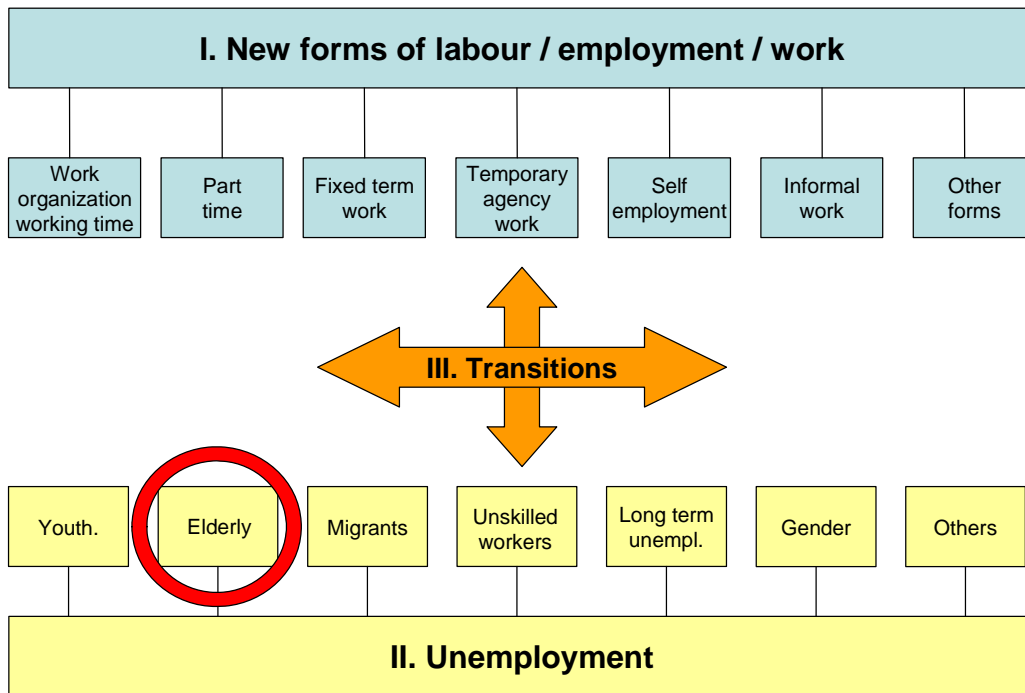 I. New forms of labour / employment / work
Work
organization
working time
Part
time
Fixed term
work
Temporary
agency
work
Self
employment
Informal
work
Other
forms
III. Transitions
Youth.
Elderly
Migrants
Unskilled
workers
Long term
unempl.
Gender
Others
II. Unemployment